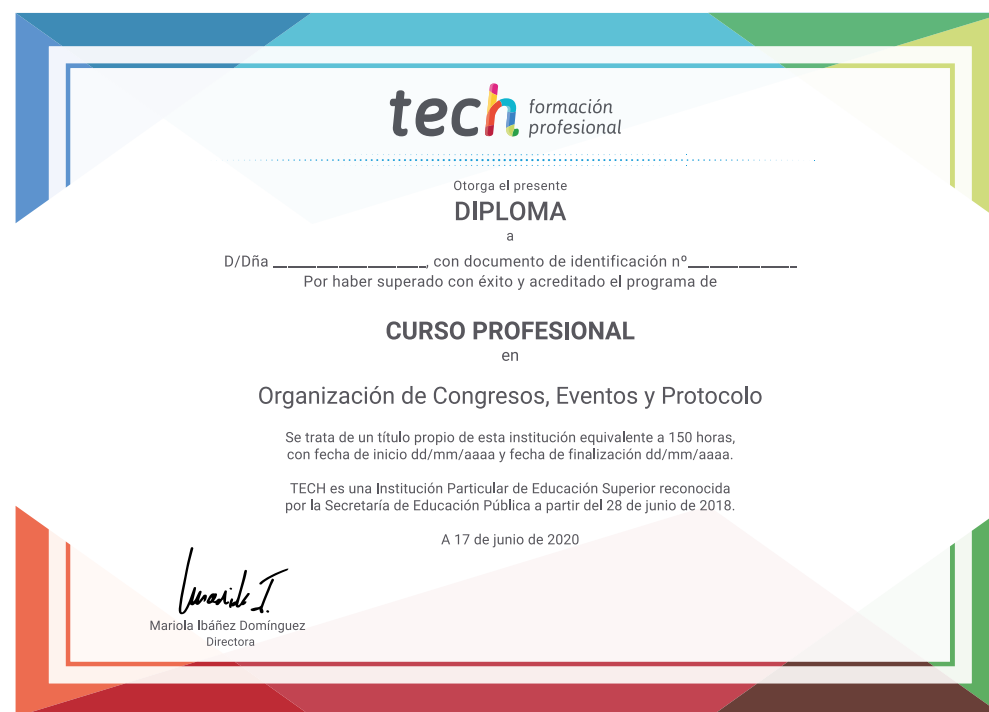 tech formación
profesional
Otorga el presente
DIPLOMA
a
D/Dña ______________________, con documento de identificación nº_______________
Por haber superado con éxito y acreditado el programa de
CURSO PROFESIONAL
en
Organización de Congresos, Eventos y Protocolo
Se trata de un título propio de esta institución equivalente a 150 horas,
con fecha de inicio dd/mm/aaaa y fecha de finalización dd/mm/aaaa.
TECH es una Institución Particular de Educación Superior reconocida
por la Secretaría de Educación Pública a partir del 28 de junio de 2018.
A 17 de junio de 2020
Mariola Ibáñez Domínguez
Directora